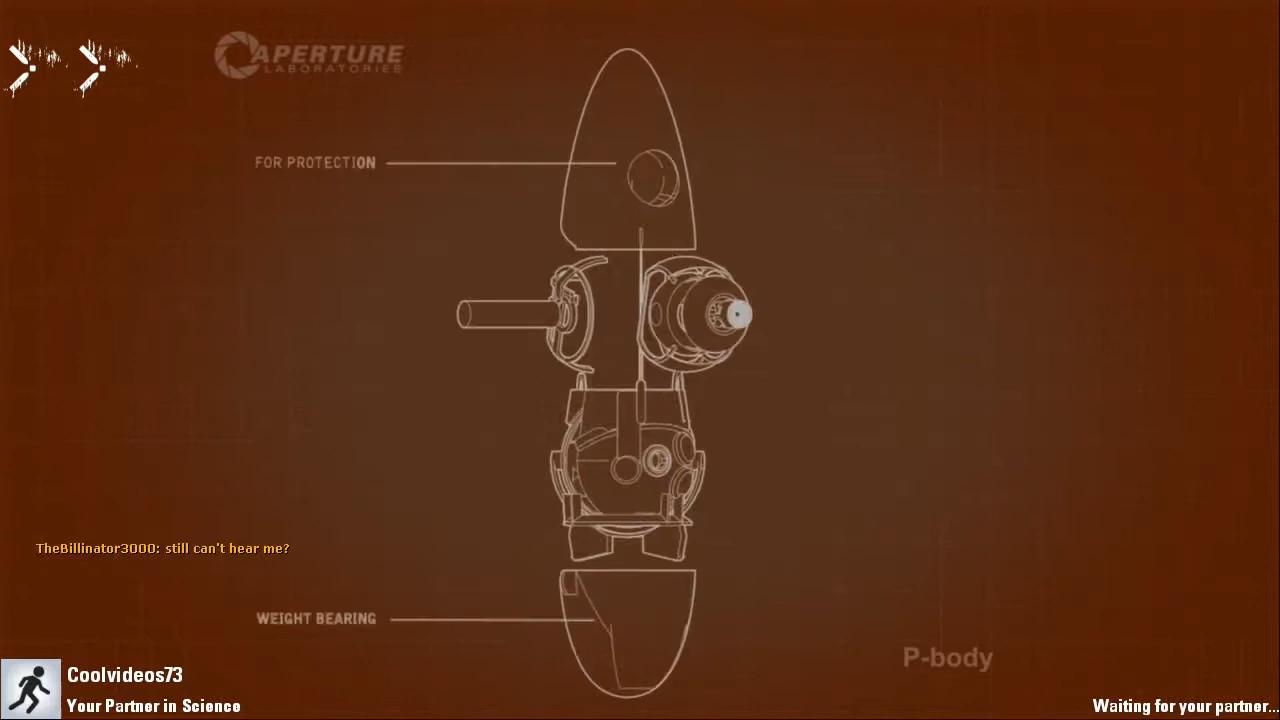 APERTURE
LABORATORIES
FOR PROTECTION
TheBillinator3000: still can't hear me?
WEIGHT BEARING
P-body
Coolvideos73
Your Partner in Science
Waiting for your partner...